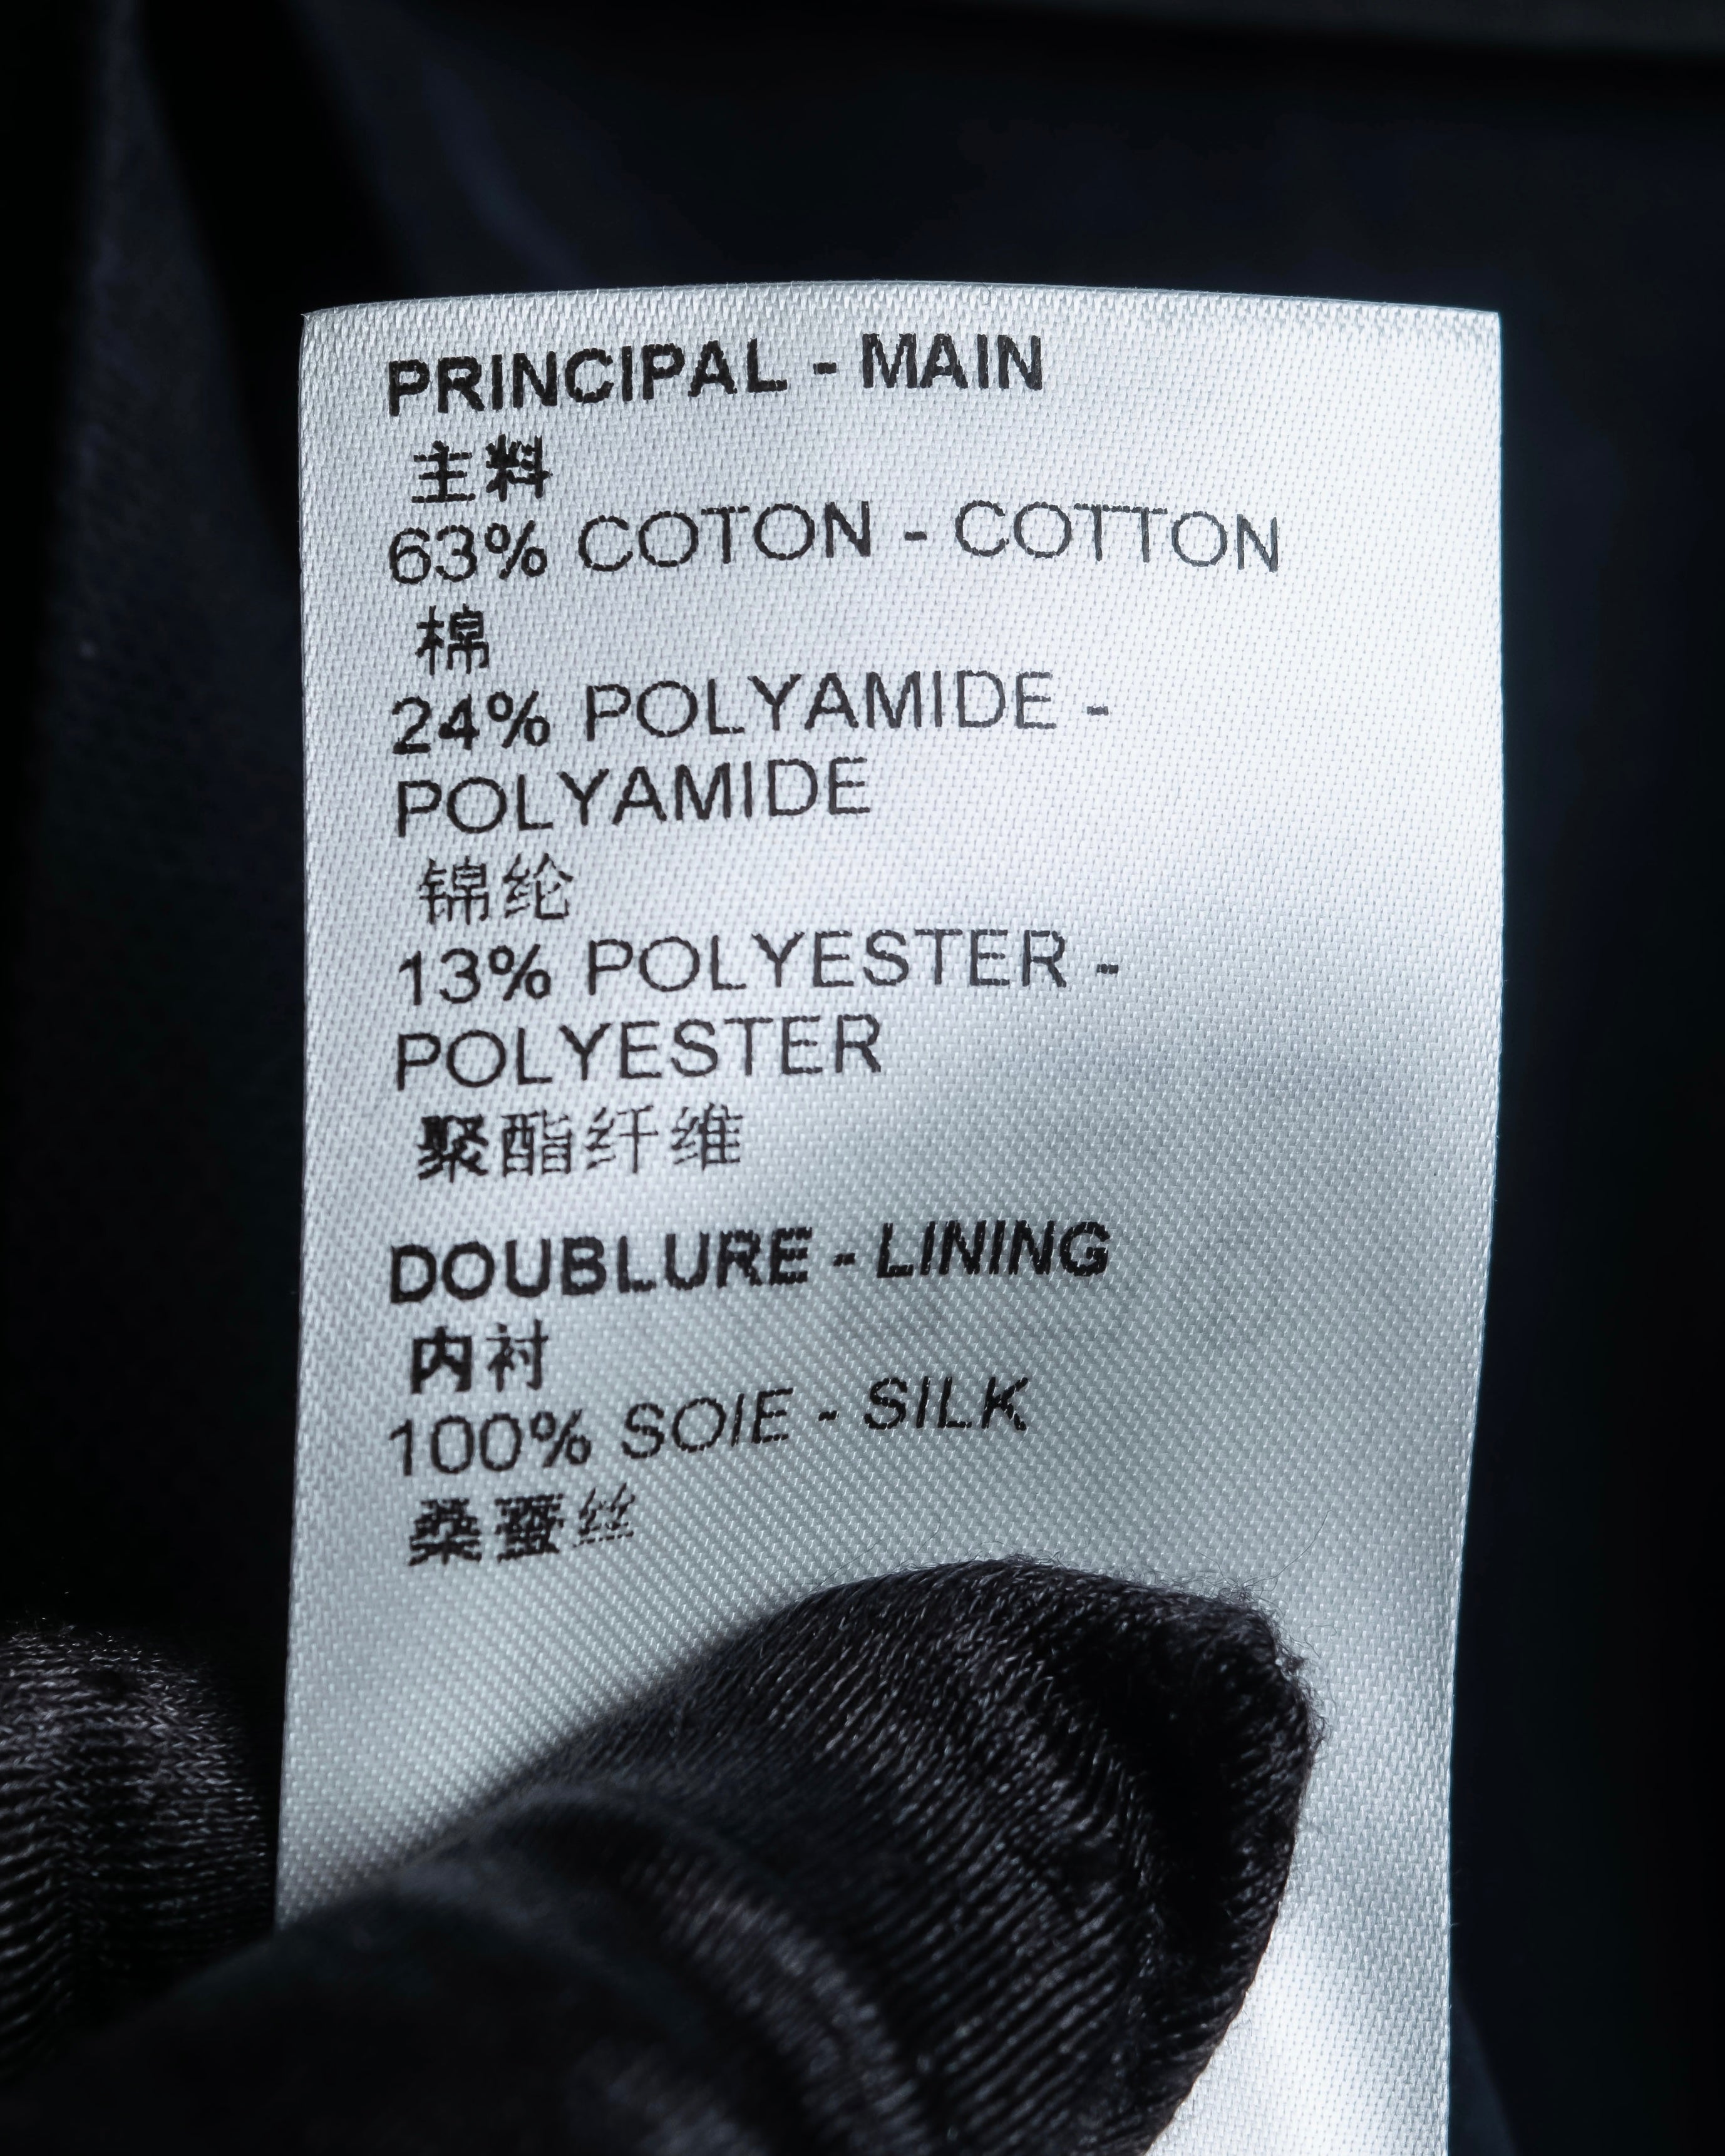 PRINCIPAL - MAIN
主料
63% COTON - COTTON
棉
24% POLYAMIDE -
POLYAMIDE
锦纶
13% POLYESTER -
POLYESTER
聚酯纤维
DOUBLURE - LINING
内衬
100% SOIE - SILK
桑蚕丝